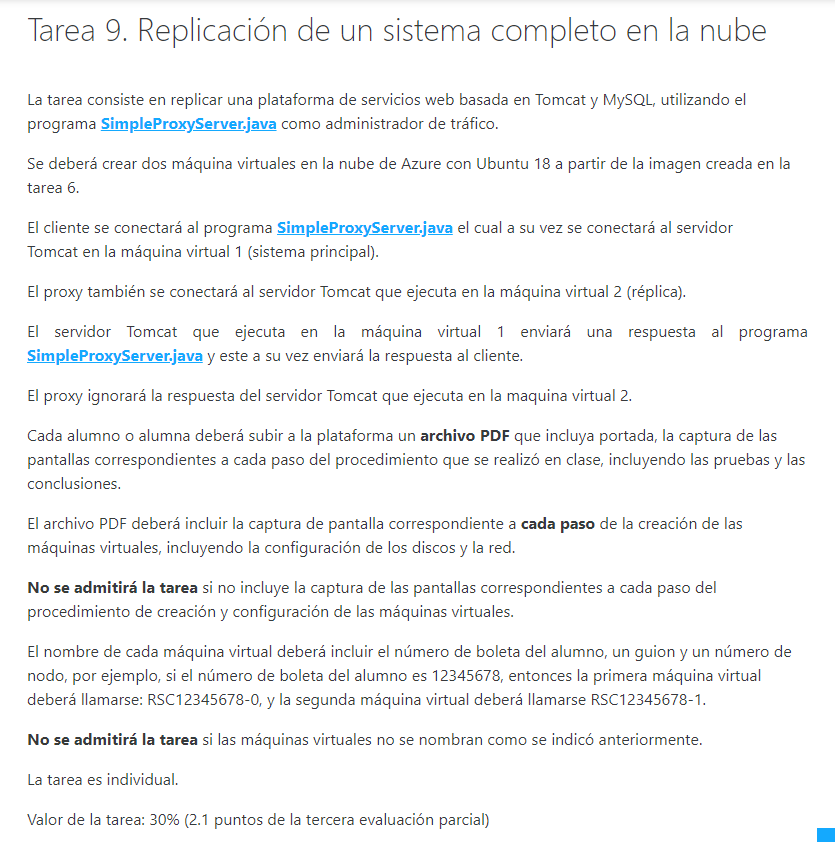 Tarea 9. Replicación de un sistema completo en la nube
La tarea consiste en replicar una plataforma de servicios web basada en Tomcat y MySQL, utilizando el
programa SimpleProxyServer.java como administrador de tráfico.
Se deberá crear dos máquina virtuales en la nube de Azure con Ubuntu 18 a partir de la imagen creada en la
tarea 6.
El cliente se conectará al programa SimpleProxyServer.java el cual a su vez se conectará al servidor
Tomcat en la máquina virtual 1 (sistema principal).
El proxy también se conectará al servidor Tomcat que ejecuta en la máquina virtual 2 (réplica).
El servidor Tomcat que ejecuta en la máquina virtual 1 enviará una respuesta al programa
SimpleProxyServer.java y este a su vez enviará la respuesta al cliente.
El proxy ignorará la respuesta del servidor Tomcat que ejecuta en la maquina virtual 2.
Cada alumno o alumna deberá subir a la plataforma un archivo PDF que incluya portada, la captura de las
pantallas correspondientes a cada paso del procedimiento que se realizó en clase, incluyendo las pruebas y las
conclusiones.
El archivo PDF deberá incluir la captura de pantalla correspondiente a cada paso de la creación de las
máquinas virtuales, incluyendo la configuración de los discos y la red.
No se admitirá la tarea si no incluye la captura de las pantallas correspondientes a cada paso del
procedimiento de creación y configuración de las máquinas virtuales.
El nombre de cada máquina virtual deberá incluir el número de boleta del alumno, un guion y un número de
nodo, por ejemplo, si el número de boleta del alumno es 12345678, entonces la primera máquina virtual
deberá llamarse: RSC12345678-0, y la segunda máquina virtual deberá llamarse RSC12345678-1.
No se admitirá la tarea si las máquinas virtuales no se nombran como se indicó anteriormente.
La tarea es individual.
Valor de la tarea: 30% (2.1 puntos de la tercera evaluación parcial)